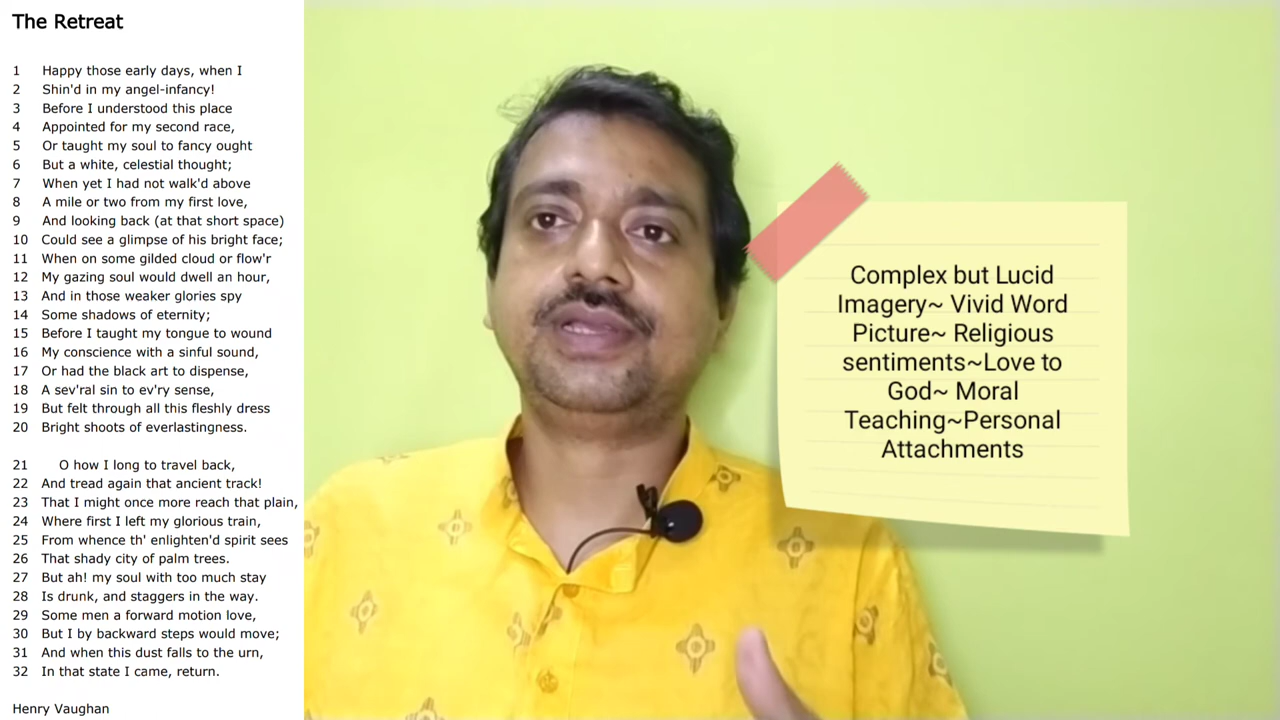 The Retreat
1 Happy those early days, when I
2 Shin'd in my angel-infancy!
3 Before I understood this place
4 Appointed for my second race,
5 Or taught my soul to fancy ought
6 But a white, celestial thought;
7 When yet I had not walk'd above
8 A mile or two from my first love,
9 And looking back (at that short space)
10 Could see a glimpse of his bright face;
11 When on some gilded cloud or flow'r
12 My gazing soul would dwell an hour,
13 And in those weaker glories spy
14 Some shadows of eternity;
15 Before I taught my tongue to wound
16 My conscience with a sinful sound,
17 Or had the black art to dispense,
18 A sev'ral sin to ev'ry sense,
19 But felt through all this fleshly dress
20 Bright shoots of everlastingness.
21 O how I long to travel back,
22 And tread again that ancient track!
23 That I might once more reach that plain,
24 Where first I left my glorious train,
25 From whence th' enlighten'd spirit sees
26 That shady city of palm trees.
27 But ah! my soul with too much stay
28 Is drunk, and staggers in the way.
29 Some men a forward motion love,
30 But I by backward steps would move;
31 And when this dust falls to the urn,
32 In that state I came, return.
Henry Vaughan
Complex but Lucid
Imagery~ Vivid Word
Picture~ Religious
sentiments~Love to
God~ Moral
Teaching~Personal
Attachments